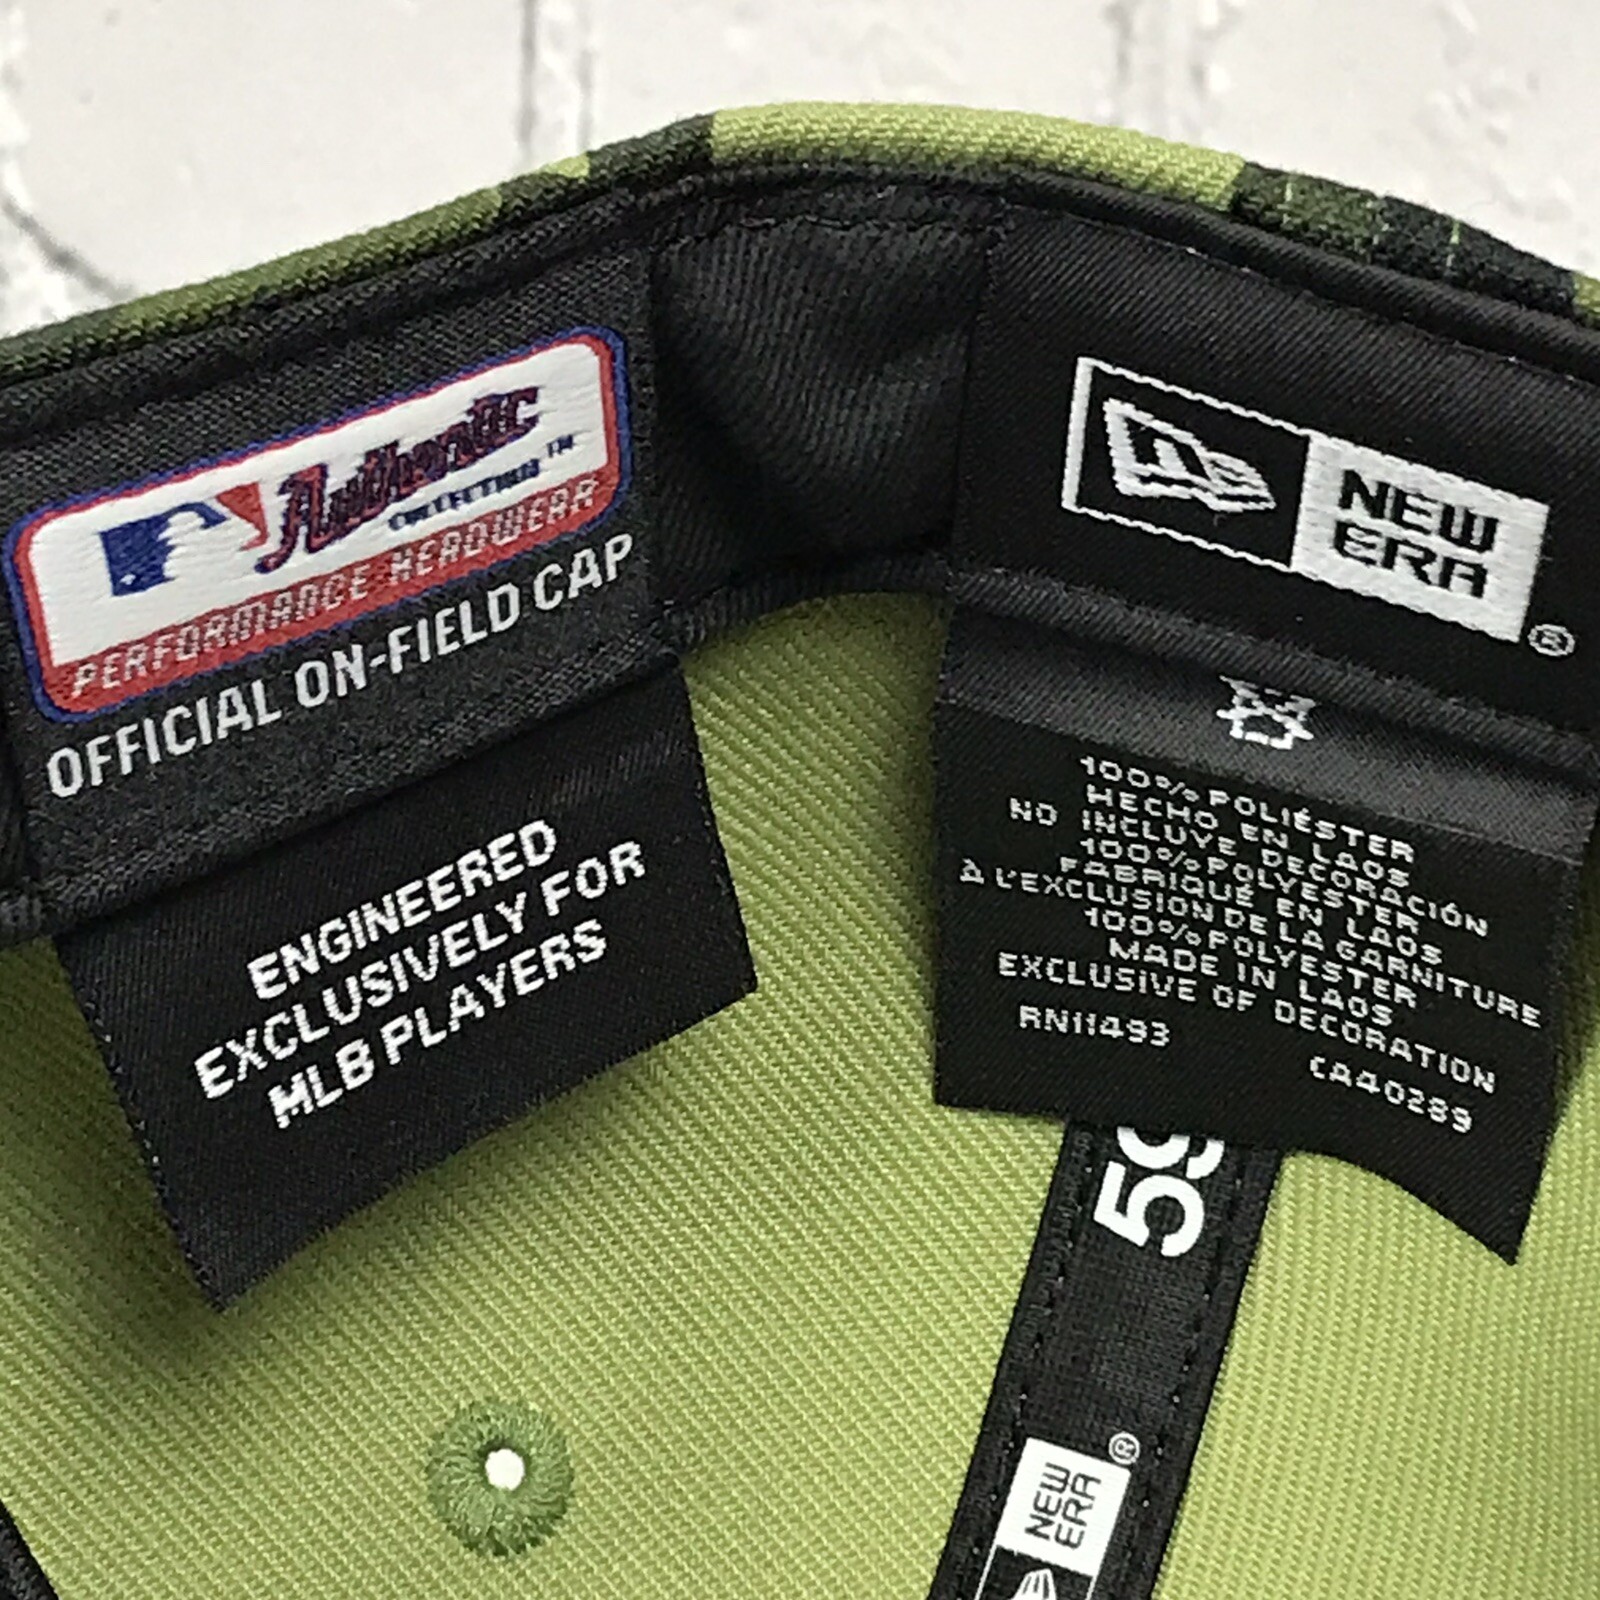 Authentic
COLLECTION™
PERFORMANCE HEADWEAR
OFFICIAL ON-FIELD CAP
ENGINEERED
EXCLUSIVELY FOR
MLB PLAYERS
NEW
ERA
®
100% POLIÉSTER
HECHO EN LAOS
NO INCLUYE DECORACIÓN
100% POLYESTER
FABRIQUÉ EN LAOS
À L'EXCLUSION DE LA GARNITURE
100% POLYESTER
MADE IN LAOS
EXCLUSIVE OF DECORATION
RN11493
CA40289
59
NEW
ERA
®